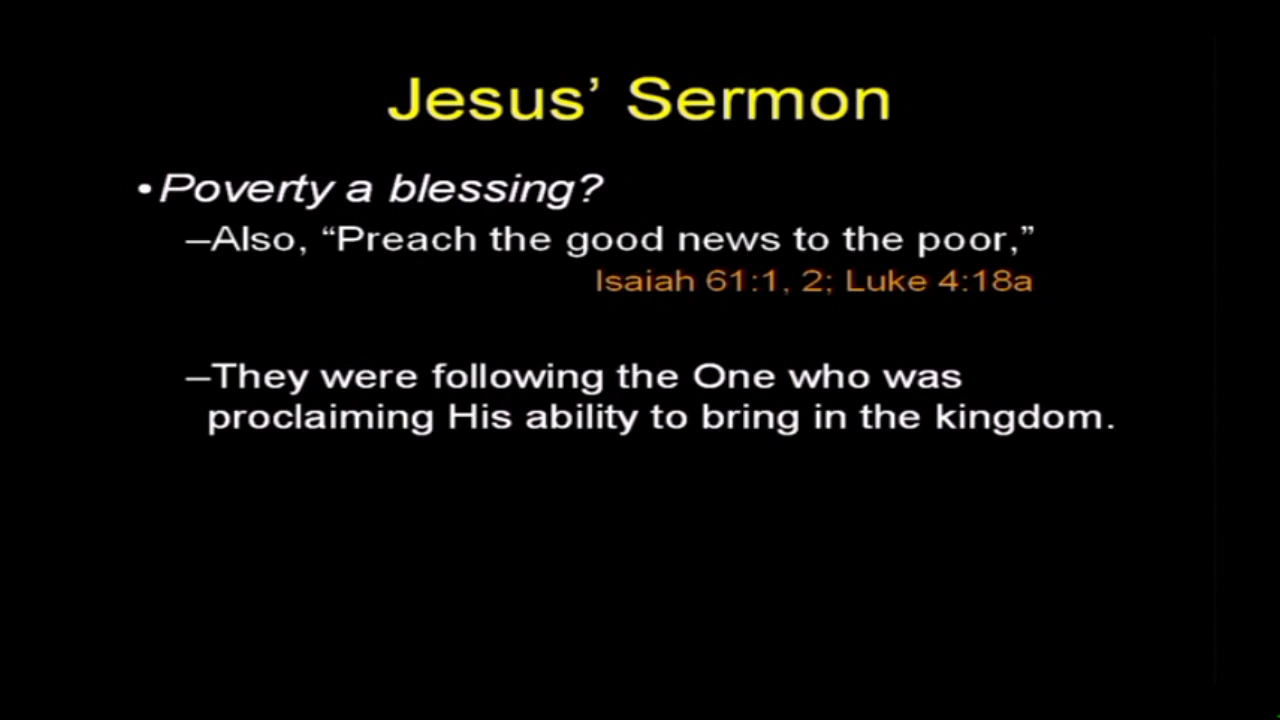 Jesus’ Sermon
•Poverty a blessing?
–Also, “Preach the good news to the poor,”
Isaiah 61:1, 2; Luke 4:18a
–They were following the One who was
proclaiming His ability to bring in the kingdom.